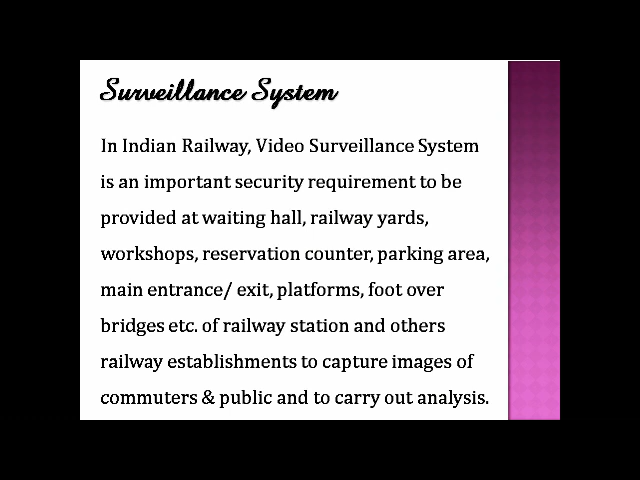 Surveillance System
In Indian Railway, Video Surveillance System
is an important security requirement to be
provided at waiting hall, railway yards,
workshops, reservation counter, parking area,
main entrance/ exit, platforms, foot over
bridges etc. of railway station and others
railway establishments to capture images of
commuters & public and to carry out analysis.